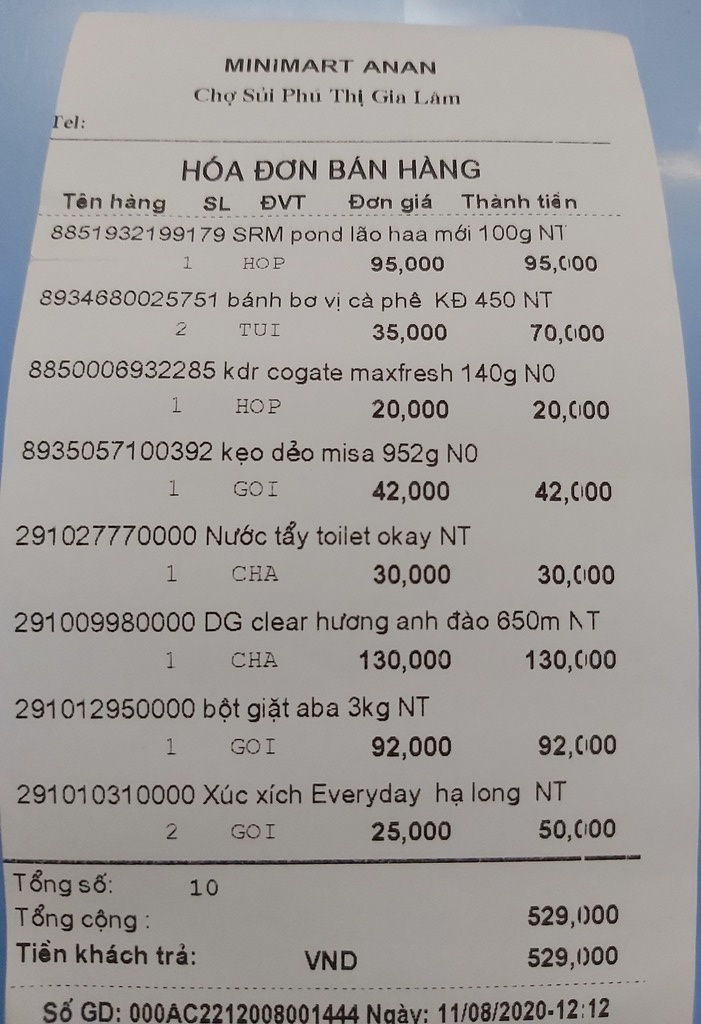 MINIMART ANAN
Chợ Sủi Phú Thị Gia Lâm
Tel:
HÓA ĐƠN BÁN HÀNG
Tên hàng SL ĐVT Đơn giá Thành tiền
8851932199179 SRM pond lão haa mới 100g NT
1 HOP 95,000 95,000
8934680025751 bánh bơ vị cà phê KĐ 450 NT
2 TUI 35,000 70,000
8850006932285 kdr cogate maxfresh 140g N0
1 HOP 20,000 20,000
8935057100392 kẹo dẻo misa 952g N0
1 GOI 42,000 42,000
291027770000 Nước tẩy toilet okay NT
1 CHA 30,000 30,000
291009980000 DG clear hương anh đào 650m NT
1 CHA 130,000 130,000
291012950000 bột giặt aba 3kg NT
1 GOI 92,000 92,000
291010310000 Xúc xích Everyday hạ long NT
2 GOI 25,000 50,000
Tổng số: 10
Tổng cộng : 529,000
Tiền khách trả: VND 529,000
Số GD: 000AC2212008001444 Ngày: 11/08/2020-12:12